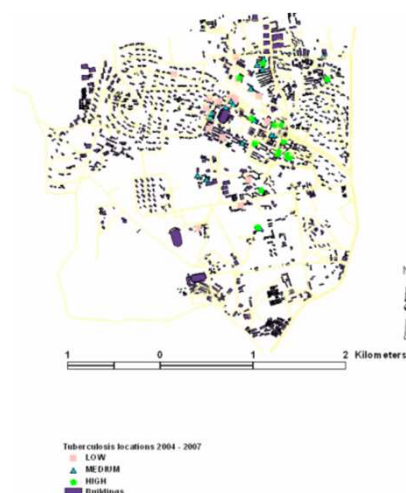 N
1 0 1 2 Kilometers
Tuberculosis locations 2004 - 2007
LOW
MEDIUM
HIGH
Buildings